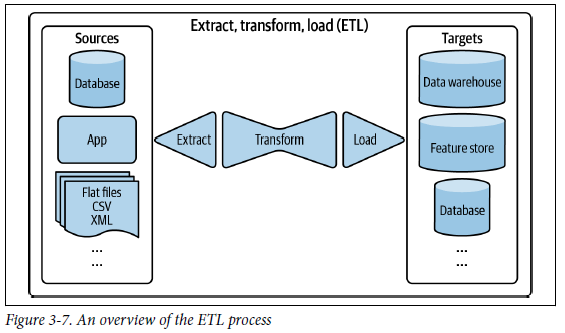 Extract, transform, load (ETL)
Sources
Database
App
Flat files
CSV
XML
...
...
Extract
Transform
Load
Targets
Data warehouse
Feature store
Database
...
...
Figure 3-7. An overview of the ETL process